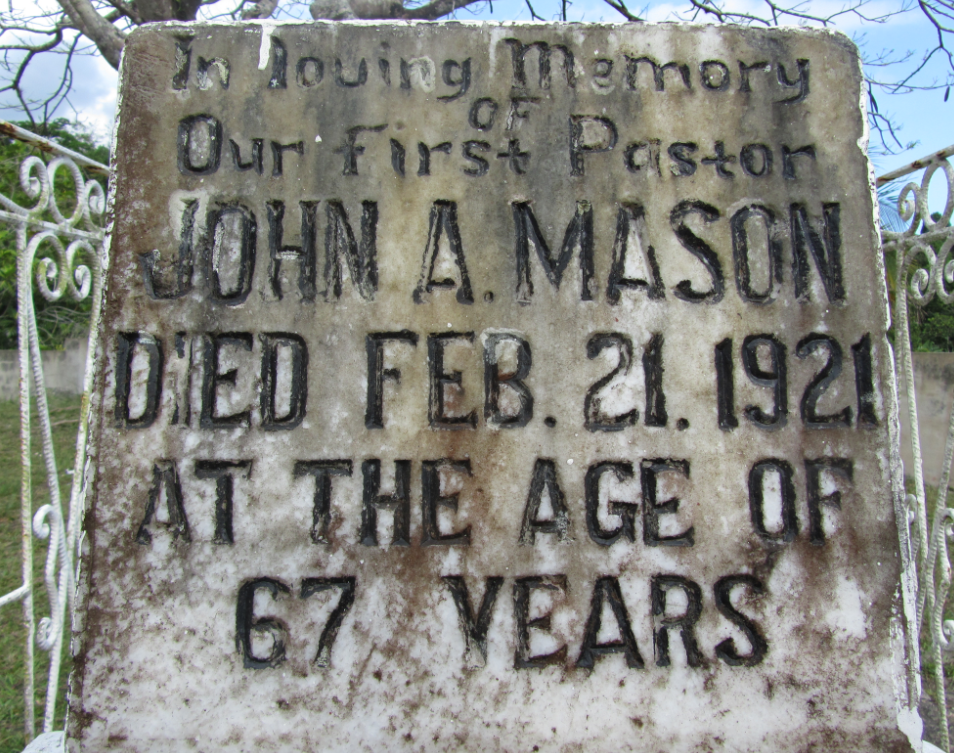 In loving Memory
of
Our First Pastor
JOHN A. MASON
DIED FEB. 21. 1921
AT THE AGE OF
67 YEARS